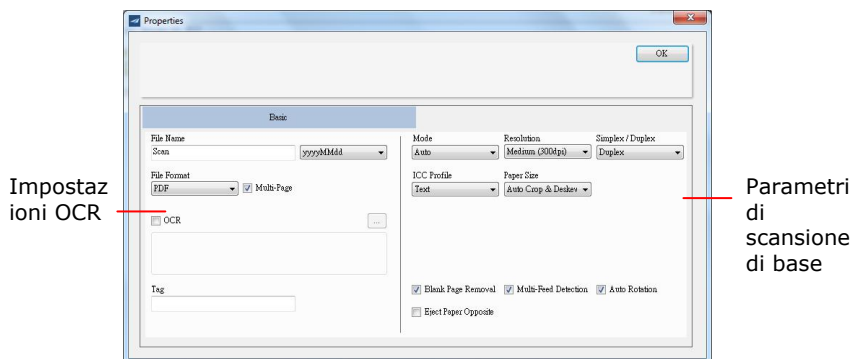 Properties
OK
Basic
File Name
Scan
yyyyMMdd
File Format
PDF
Multi-Page
OCR
...
Tag
Mode
Resolution
Simplex / Duplex
Auto
Medium (300dpi)
Duplex
ICC Profile
Paper Size
Text
Auto Crop & Deskew
Blank Page Removal
Multi-Feed Detection
Auto Rotation
Eject Paper Opposite
Impostaz
ioni OCR
Parametri
di
scansione
di base